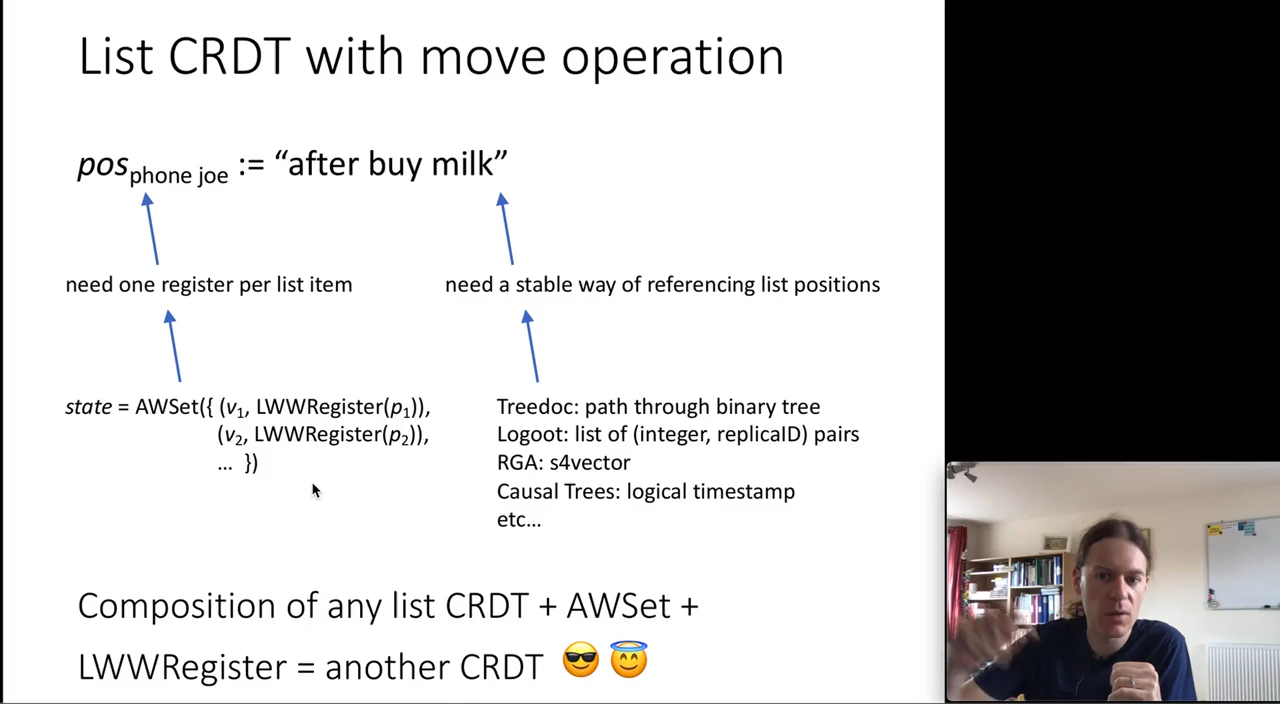 List CRDT with move operation
pos phone joe := “after buy milk”
need one register per list item
need a stable way of referencing list positions
state = AWSet({ (v1, LWWRegister(p1)),
(v2, LWWRegister(p2)),
... })
Treedoc: path through binary tree
Logoot: list of (integer, replicaID) pairs
RGA: s4vector
Causal Trees: logical timestamp
etc...
Composition of any list CRDT + AWSet +
LWWRegister = another CRDT 😎 😇